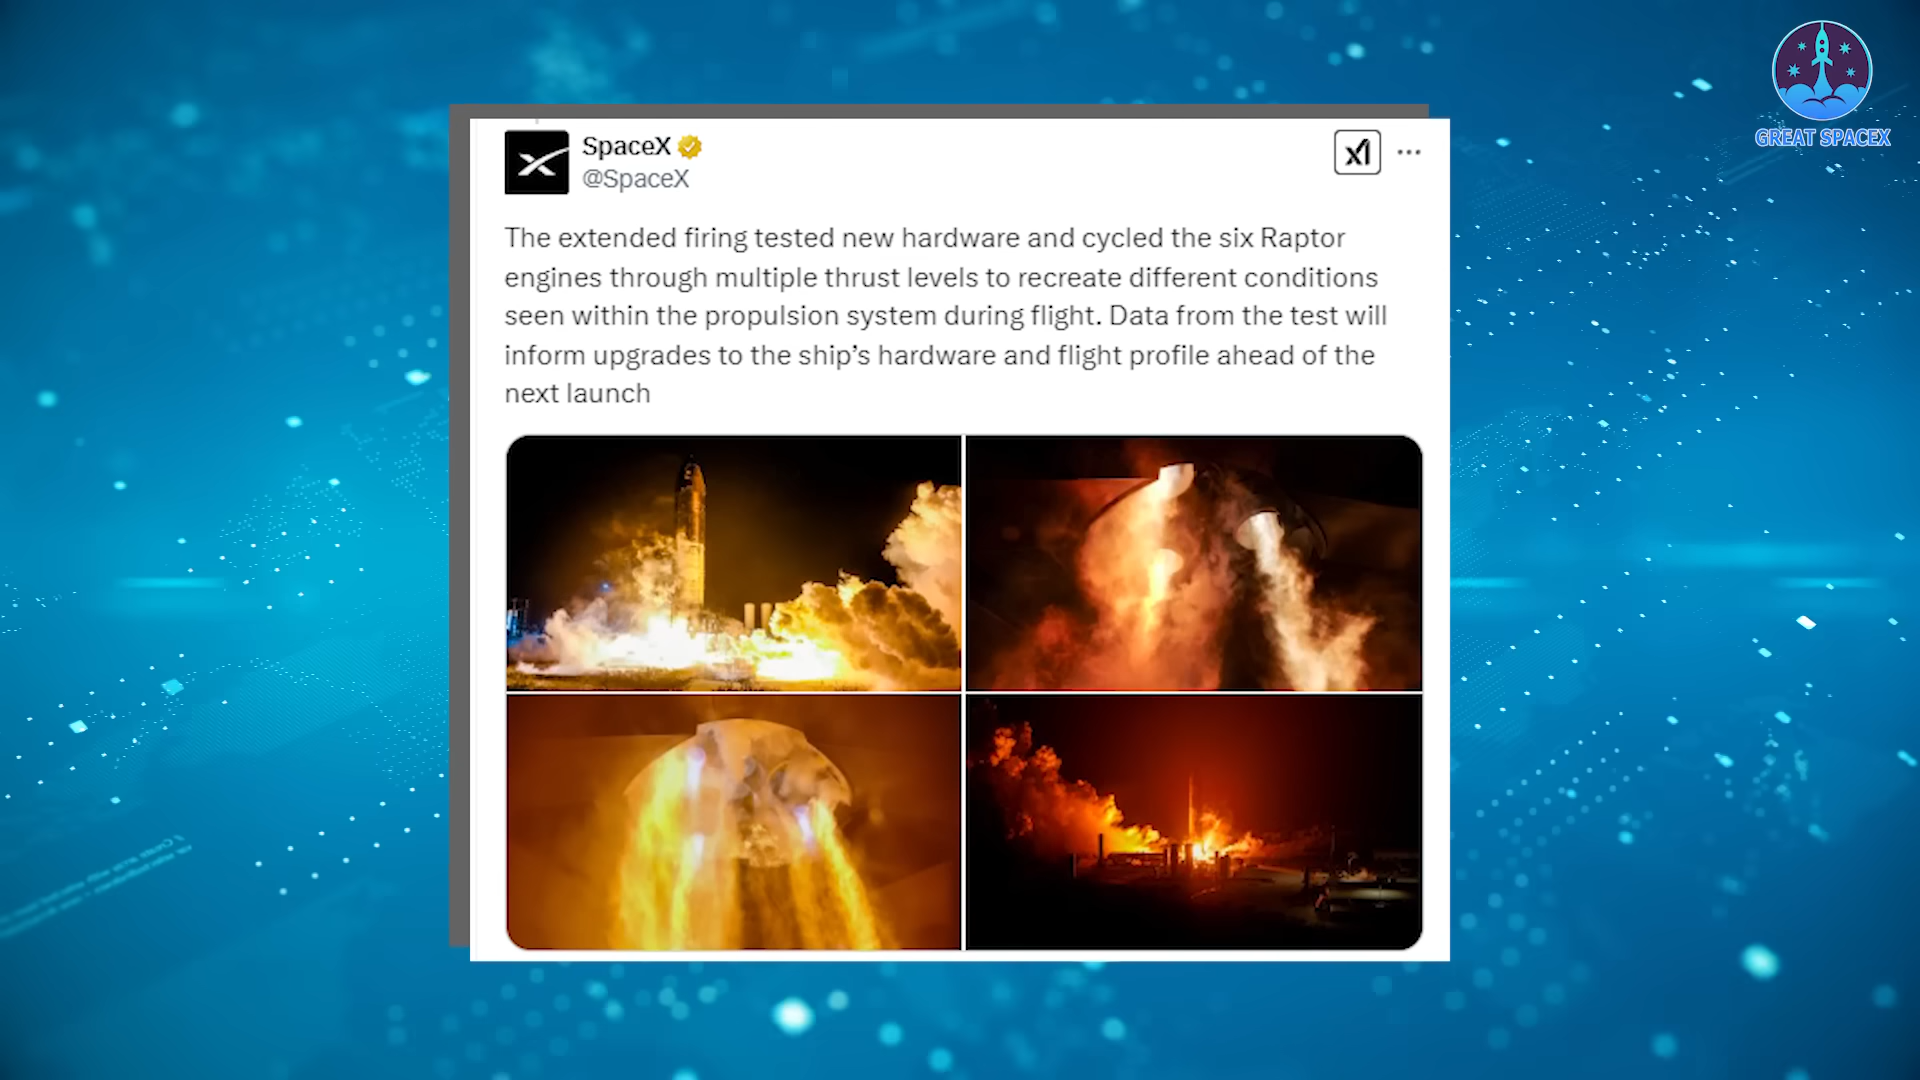 GREAT SPACEX
SpaceX
@SpaceX
The extended firing tested new hardware and cycled the six Raptor
engines through multiple thrust levels to recreate different conditions
seen within the propulsion system during flight. Data from the test will
inform upgrades to the ship’s hardware and flight profile ahead of the
next launch